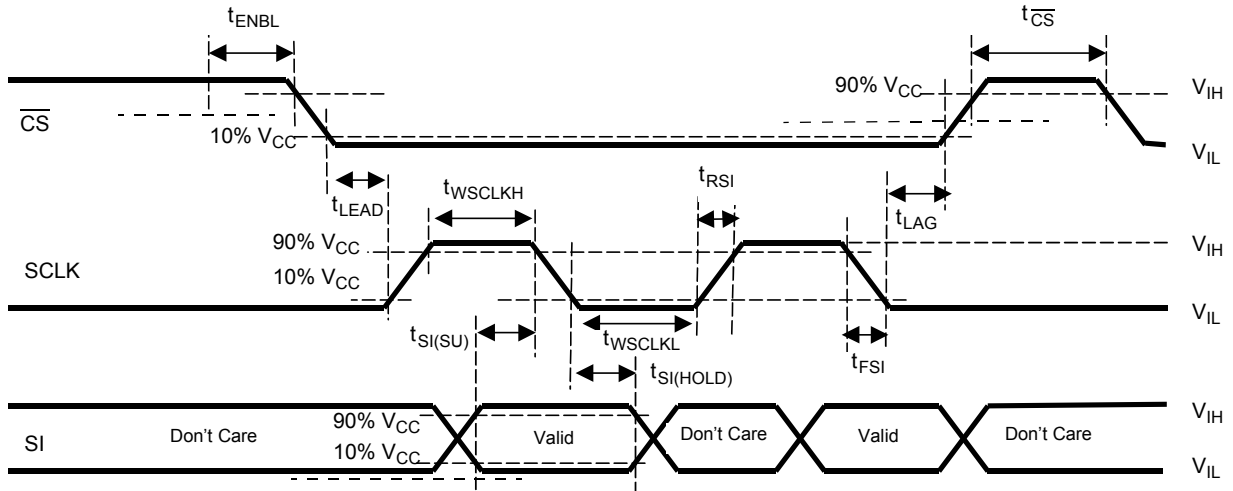 tENBL
tCS
90% VCC
VIH
CS
10% VCC
VIL
tLEAD
tWSCLKH
tRSI
tLAG
90% VCC
VIH
SCLK
10% VCC
VIL
tSI(SU)
tWSCLKL
tFSI
tSI(HOLD)
90% VCC
VIH
SI
Don't Care
Valid
Don't Care
Valid
Don't Care
10% VCC
VIL